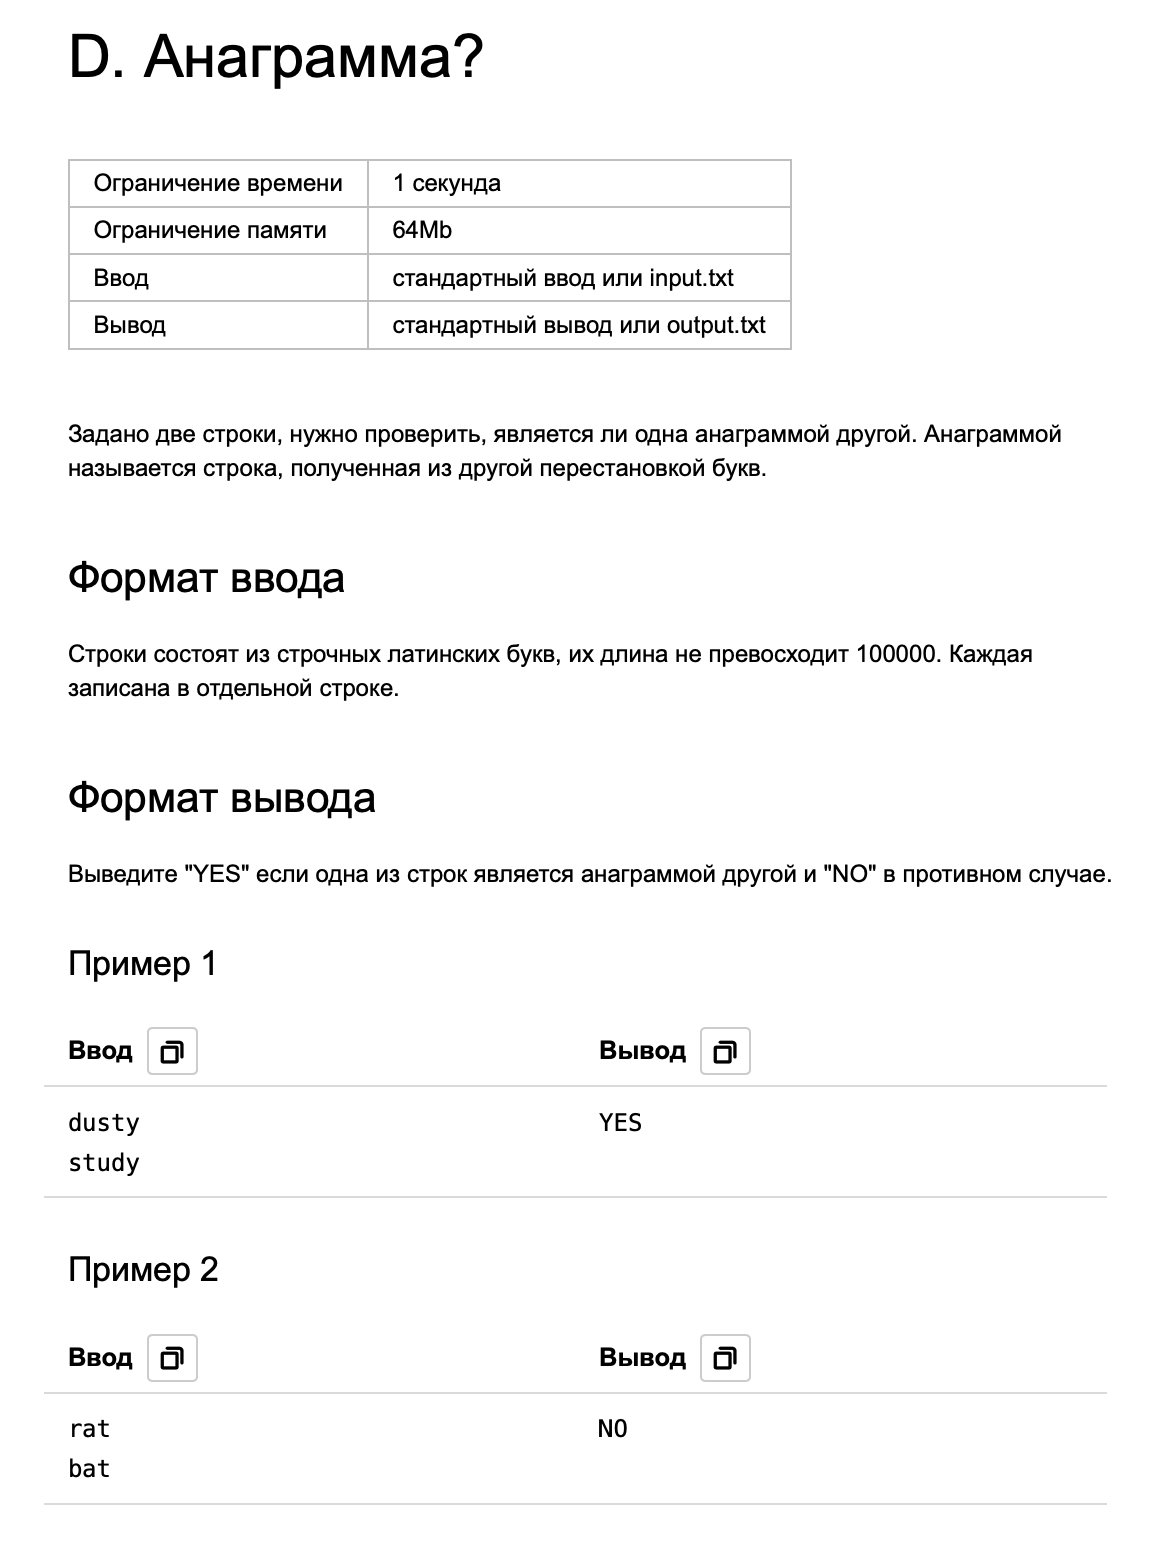 D. Анаграмма?
Ограничение времени 1 секунда
Ограничение памяти 64Mb
Ввод стандартный ввод или input.txt
Вывод стандартный вывод или output.txt
Задано две строки, нужно проверить, является ли одна анаграммой другой. Анаграммой
называется строка, полученная из другой перестановкой букв.
Формат ввода
Строки состоят из строчных латинских букв, их длина не превосходит 100000. Каждая
записана в отдельной строке.
Формат вывода
Выведите "YES" если одна из строк является анаграммой другой и "NO" в противном случае.
Пример 1
Ввод Вывод
dusty YES
study
Пример 2
Ввод Вывод
rat NO
bat